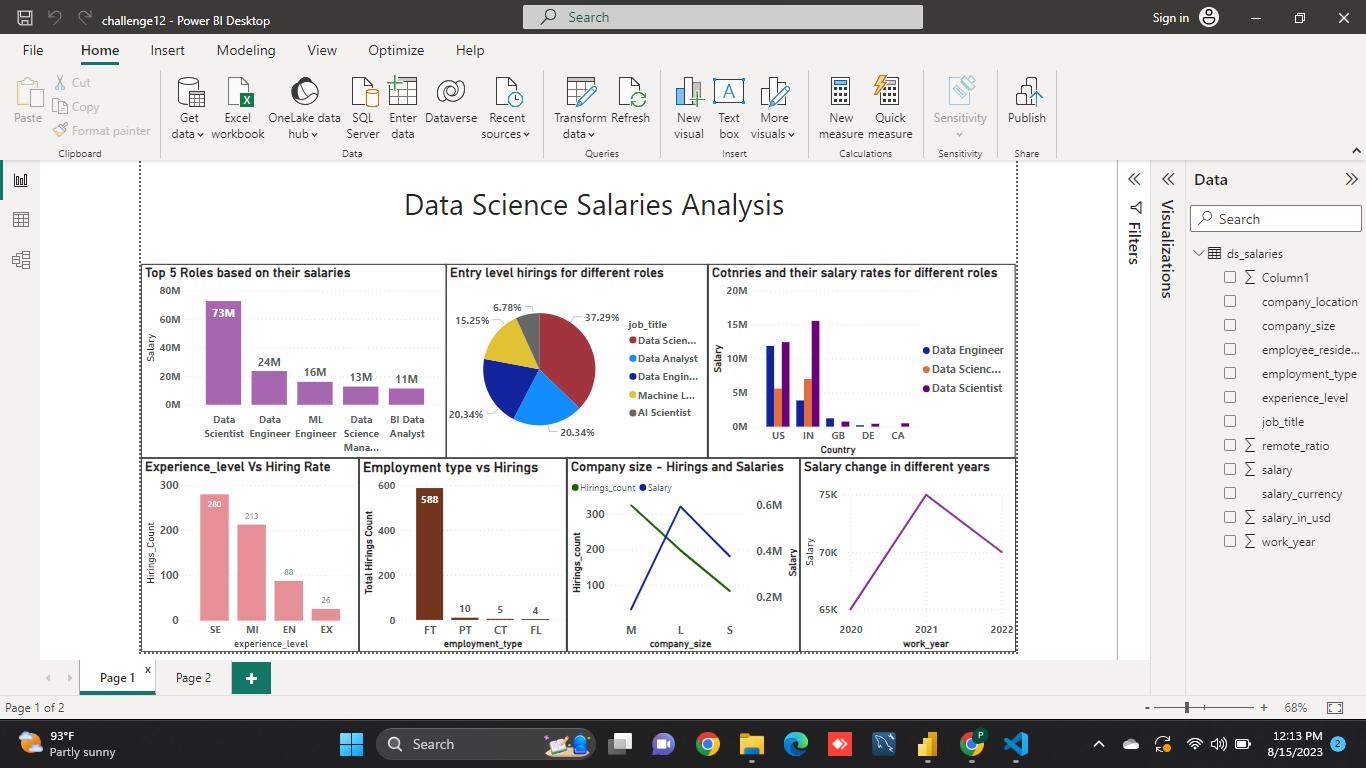 challenge12 - Power BI Desktop
Search
Sign in
File Home Insert Modeling View Optimize Help
Paste
Cut
Copy
Format painter
Clipboard
Get data
Excel workbook
OneLake data hub
SQL Server
Enter data
Dataverse
Recent sources
Data
Transform data
Refresh
Queries
New visual
Text box
More visuals
Insert
New measure
Quick measure
Calculations
Sensitivity
Sensitivity
Publish
Share
Data Science Salaries Analysis
Top 5 Roles based on their salaries
80M
60M
40M
20M
0M
Salary
73M
24M
16M
13M
11M
Data Scientist
Data Engineer
ML Engineer
Data Science Mana...
BI Data Analyst
Entry level hirings for different roles
6.78%
15.25%
37.29%
20.34%
20.34%
job_title
Data Scien...
Data Analyst
Data Engin...
Machine L...
AI Scientist
Cotnries and their salary rates for different roles
20M
15M
10M
5M
0M
Salary
US IN GB DE CA
Country
Data Engineer
Data Scienc...
Data Scientist
Experience_level Vs Hiring Rate
300
200
100
0
Hirings_Count
280
213
88
26
SE MI EN EX
experience_level
Employment type vs Hirings
600
400
200
0
Total Hirings Count
588
10
5
4
FT PT CT FL
employment_type
Company size - Hirings and Salaries
Hirings_count Salary
300
200
100
Hirings_count
0.6M
0.4M
0.2M
Salary
M L S
company_size
Salary change in different years
75K
70K
65K
Salary
2020 2021 2022
work_year
Filters
Visualizations
Data
Search
ds_salaries
Column1
company_location
company_size
employee_reside...
employment_type
experience_level
job_title
remote_ratio
salary
salary_currency
salary_in_usd
work_year
Page 1 x
Page 2
+
Page 1 of 2
- + 68%
93°F
Partly sunny
Search
P
12:13 PM
8/15/2023
2